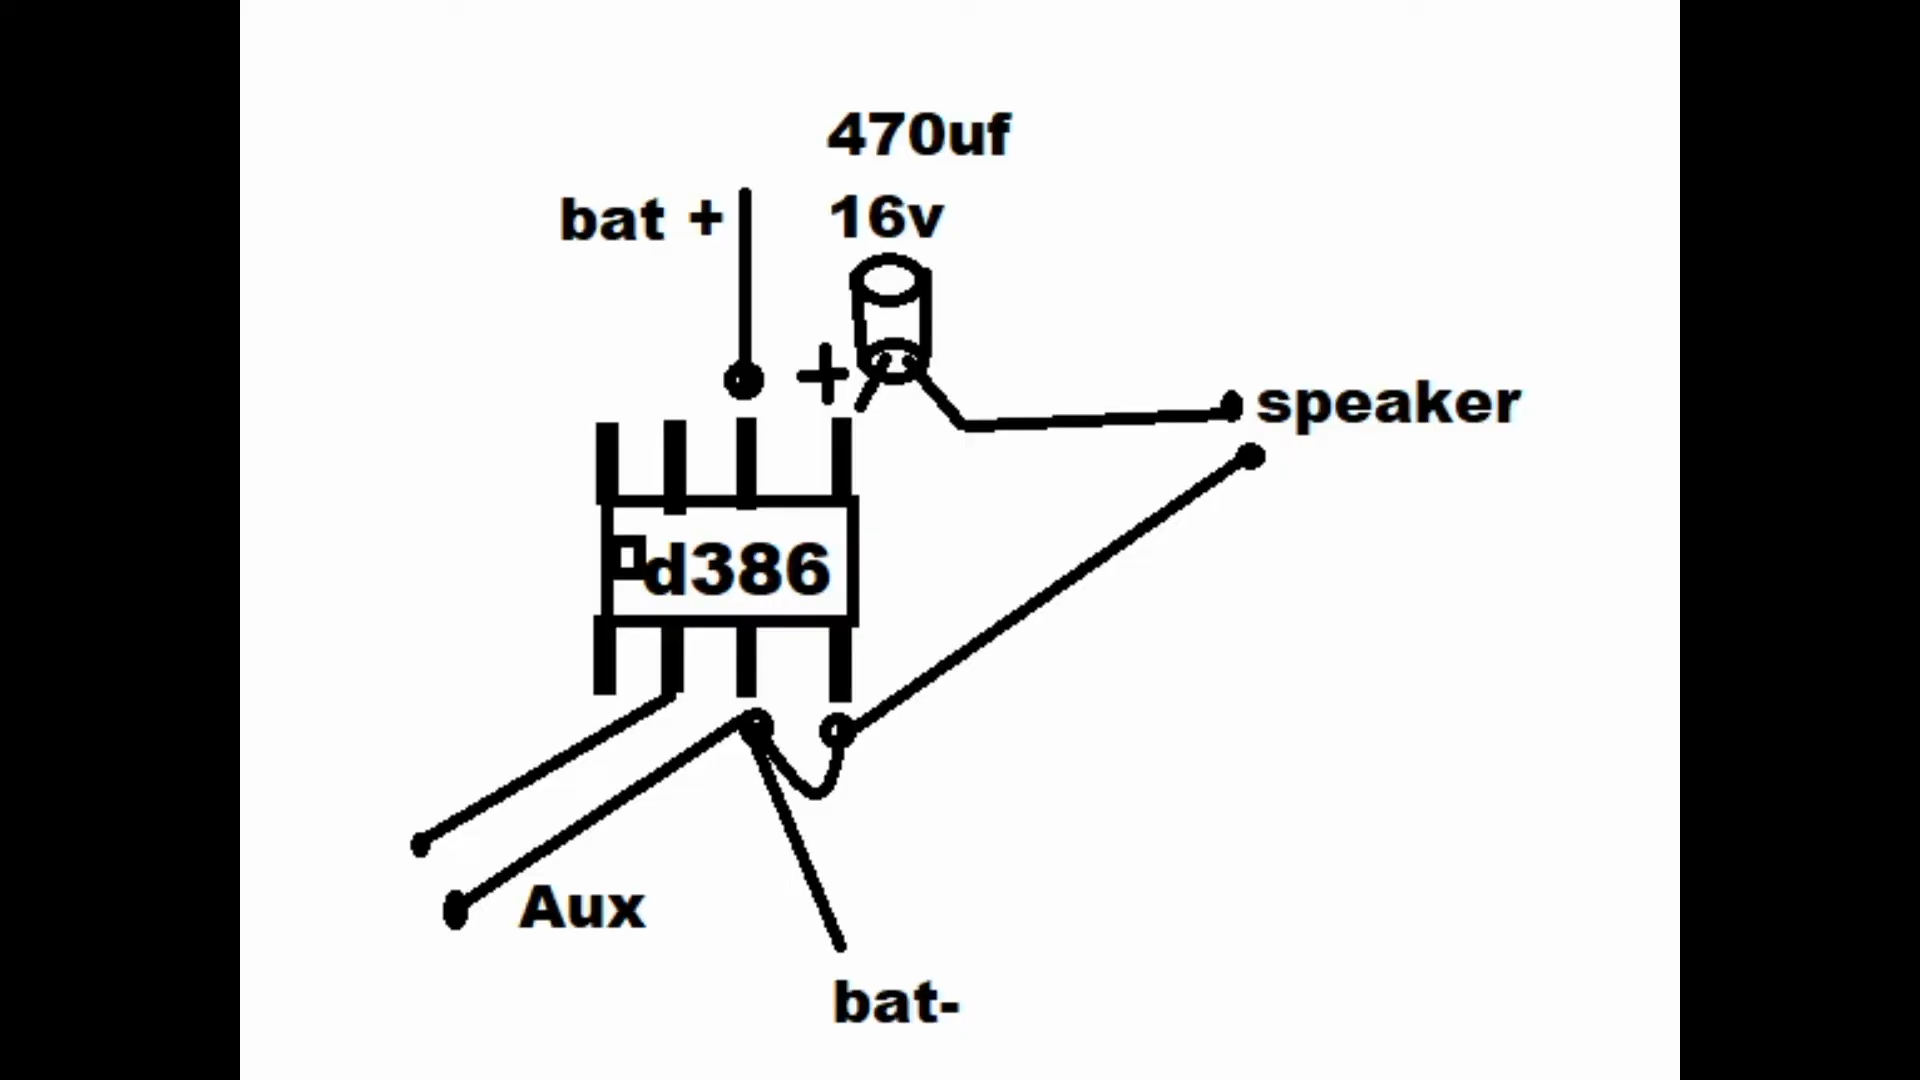 470uf
bat +
16v
+
speaker
d386
Aux
bat-